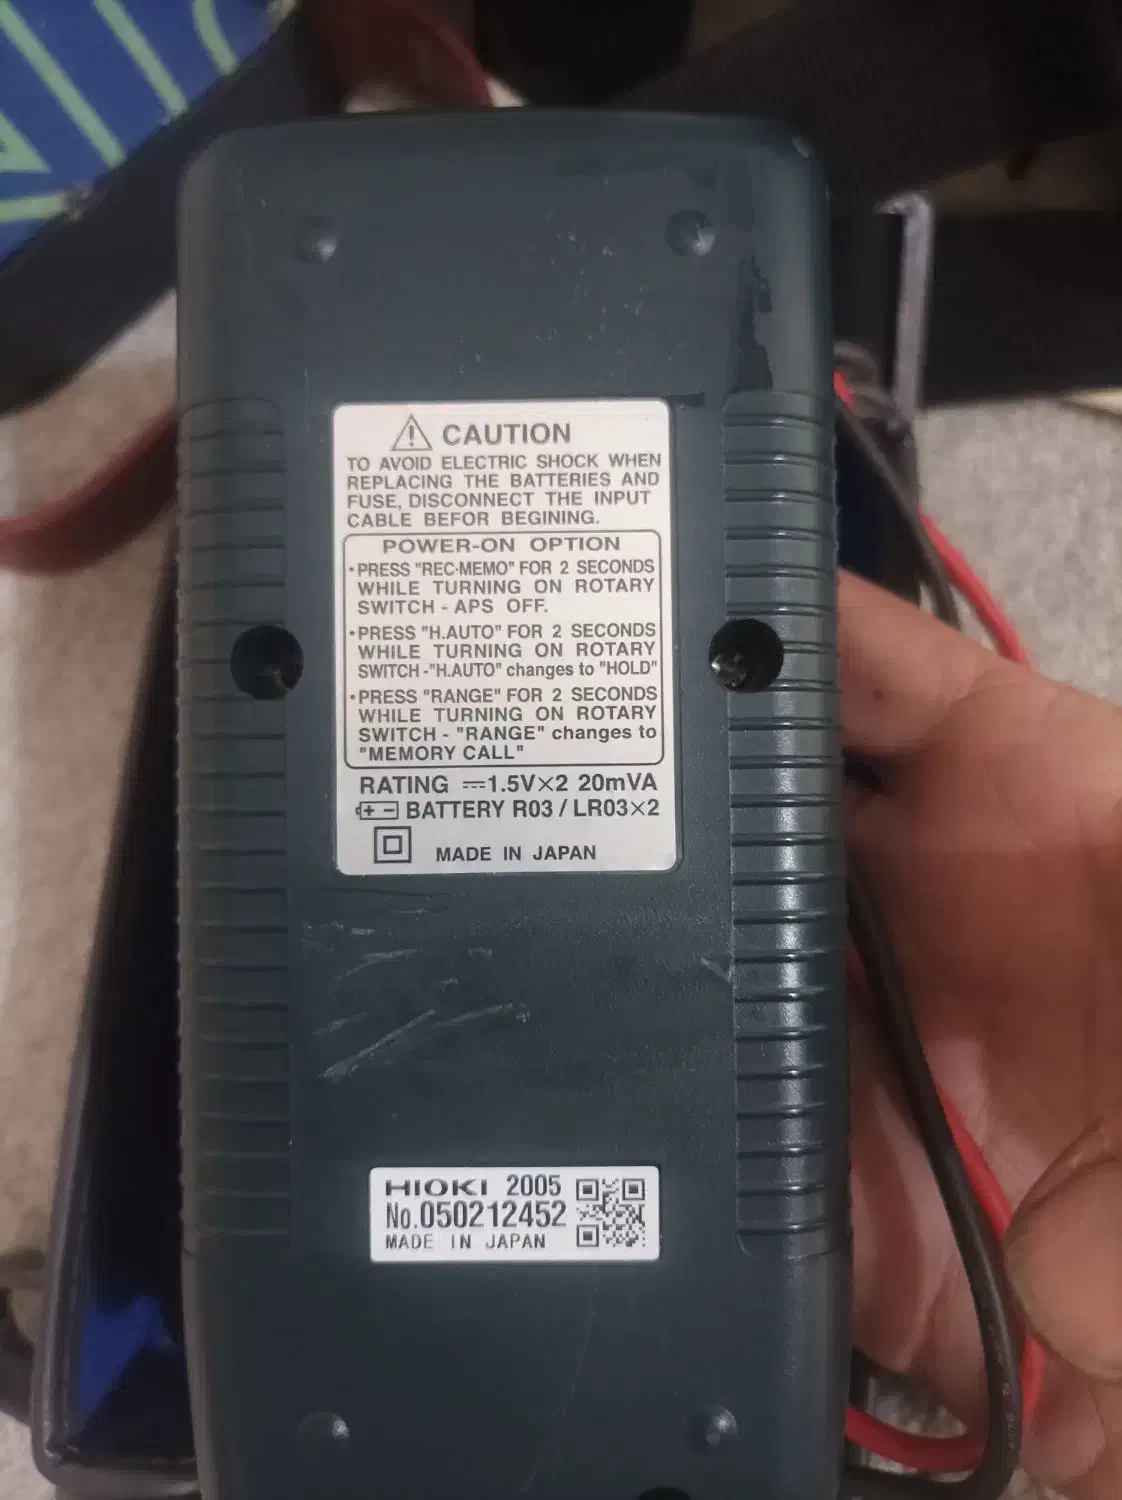 CAUTION
TO AVOID ELECTRIC SHOCK WHEN
REPLACING THE BATTERIES AND
FUSE, DISCONNECT THE INPUT
CABLE BEFOR BEGINING.
POWER-ON OPTION
•PRESS "REC·MEMO" FOR 2 SECONDS
WHILE TURNING ON ROTARY
SWITCH - APS OFF.
•PRESS "H.AUTO" FOR 2 SECONDS
WHILE TURNING ON ROTARY
SWITCH -"H.AUTO" changes to "HOLD"
•PRESS "RANGE" FOR 2 SECONDS
WHILE TURNING ON ROTARY
SWITCH - "RANGE" changes to
"MEMORY CALL"
RATING ⎓1.5V×2 20mVA
+ - BATTERY R03 / LR03×2
MADE IN JAPAN
HIOKI 2005
No.050212452
MADE IN JAPAN